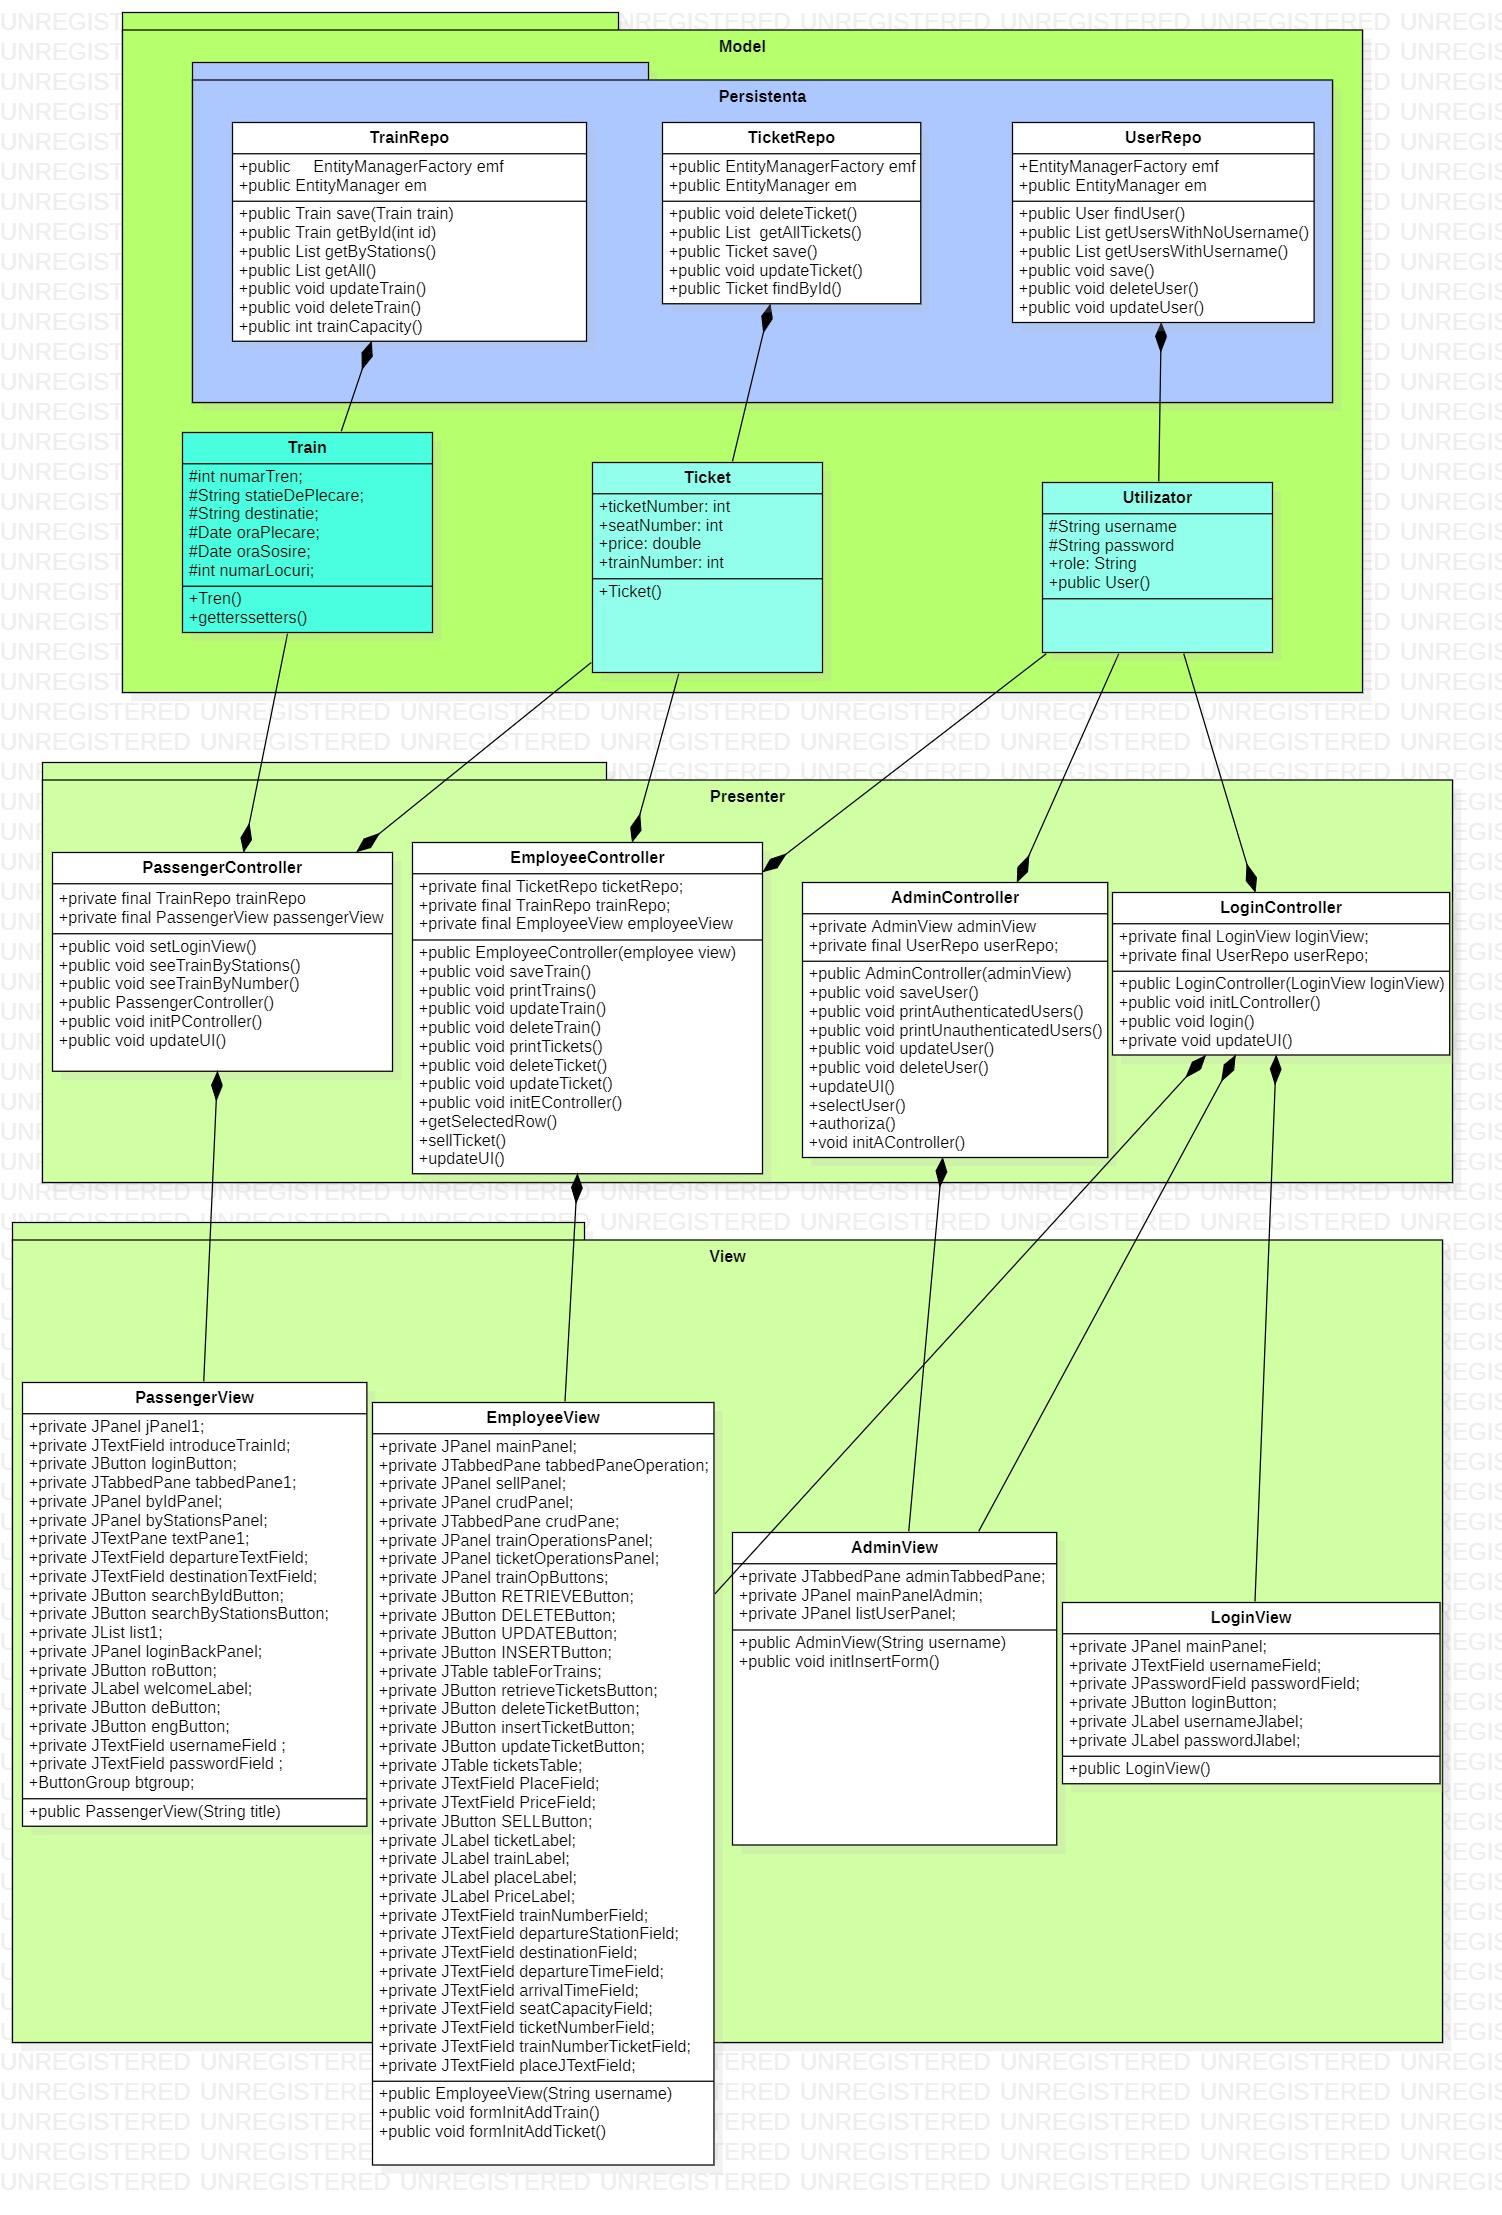 Model
Persistenta
TrainRepo
+public     EntityManagerFactory emf
+public EntityManager em
+public Train save(Train train)
+public Train getById(int id)
+public List getByStations()
+public List getAll()
+public void updateTrain()
+public void deleteTrain()
+public int trainCapacity()
TicketRepo
+public EntityManagerFactory emf
+public EntityManager em
+public void deleteTicket()
+public List  getAllTickets()
+public Ticket save()
+public void updateTicket()
+public Ticket findById()
UserRepo
+EntityManagerFactory emf
+public EntityManager em
+public User findUser()
+public List getUsersWithNoUsername()
+public List getUsersWithUsername()
+public void save()
+public void deleteUser()
+public void updateUser()
Train
#int numarTren;
#String statieDePlecare;
#String destinatie;
#Date oraPlecare;
#Date oraSosire;
#int numarLocuri;
+Tren()
+getterssetters()
Ticket
+ticketNumber: int
+seatNumber: int
+price: double
+trainNumber: int
+Ticket()
Utilizator
#String username
#String password
+role: String
+public User()
Presenter
PassengerController
+private final TrainRepo trainRepo
+private final PassengerView passengerView
+public void setLoginView()
+public void seeTrainByStations()
+public void seeTrainByNumber()
+public PassengerController()
+public void initPController()
+public void updateUI()
EmployeeController
+private final TicketRepo ticketRepo;
+private final TrainRepo trainRepo;
+private final EmployeeView employeeView
+public EmployeeController(employee view)
+public void saveTrain()
+public void printTrains()
+public void updateTrain()
+public void deleteTrain()
+public void printTickets()
+public void deleteTicket()
+public void updateTicket()
+public void initEController()
+getSelectedRow()
+sellTicket()
+updateUI()
AdminController
+private AdminView adminView
+private final UserRepo userRepo;
+public AdminController(adminView)
+public void saveUser()
+public void printAuthenticatedUsers()
+public void printUnauthenticatedUsers()
+public void updateUser()
+public void deleteUser()
+updateUI()
+selectUser()
+authoriza()
+void initAController()
LoginController
+private final LoginView loginView;
+private final UserRepo userRepo;
+public LoginController(LoginView loginView)
+public void initLController()
+public void login()
+private void updateUI()
View
PassengerView
+private JPanel jPanel1;
+private JTextField introduceTrainId;
+private JButton loginButton;
+private JTabbedPane tabbedPane1;
+private JPanel byIdPanel;
+private JPanel byStationsPanel;
+private JTextPane textPane1;
+private JTextField departureTextField;
+private JTextField destinationTextField;
+private JButton searchByIdButton;
+private JButton searchByStationsButton;
+private JList list1;
+private JPanel loginBackPanel;
+private JButton roButton;
+private JLabel welcomeLabel;
+private JButton deButton;
+private JButton engButton;
+private JTextField usernameField ;
+private JTextField passwordField ;
+ButtonGroup btgroup;
+public PassengerView(String title)
EmployeeView
+private JPanel mainPanel;
+private JTabbedPane tabbedPaneOperation;
+private JPanel sellPanel;
+private JPanel crudPanel;
+private JTabbedPane crudPane;
+private JPanel trainOperationsPanel;
+private JPanel ticketOperationsPanel;
+private JPanel trainOpButtons;
+private JButton RETRIEVEButton;
+private JButton DELETEButton;
+private JButton UPDATEButton;
+private JButton INSERTButton;
+private JTable tableForTrains;
+private JButton retrieveTicketsButton;
+private JButton deleteTicketButton;
+private JButton insertTicketButton;
+private JButton updateTicketButton;
+private JTable ticketsTable;
+private JTextField PlaceField;
+private JTextField PriceField;
+private JButton SELLButton;
+private JLabel ticketLabel;
+private JLabel trainLabel;
+private JLabel placeLabel;
+private JLabel PriceLabel;
+private JTextField trainNumberField;
+private JTextField departureStationField;
+private JTextField destinationField;
+private JTextField departureTimeField;
+private JTextField arrivalTimeField;
+private JTextField seatCapacityField;
+private JTextField ticketNumberField;
+private JTextField trainNumberTicketField;
+private JTextField placeJTextField;
+public EmployeeView(String username)
+public void formInitAddTrain()
+public void formInitAddTicket()
AdminView
+private JTabbedPane adminTabbedPane;
+private JPanel mainPanelAdmin;
+private JPanel listUserPanel;
+public AdminView(String username)
+public void initInsertForm()
LoginView
+private JPanel mainPanel;
+private JTextField usernameField;
+private JPasswordField passwordField;
+private JButton loginButton;
+private JLabel usernameJlabel;
+private JLabel passwordJlabel;
+public LoginView()